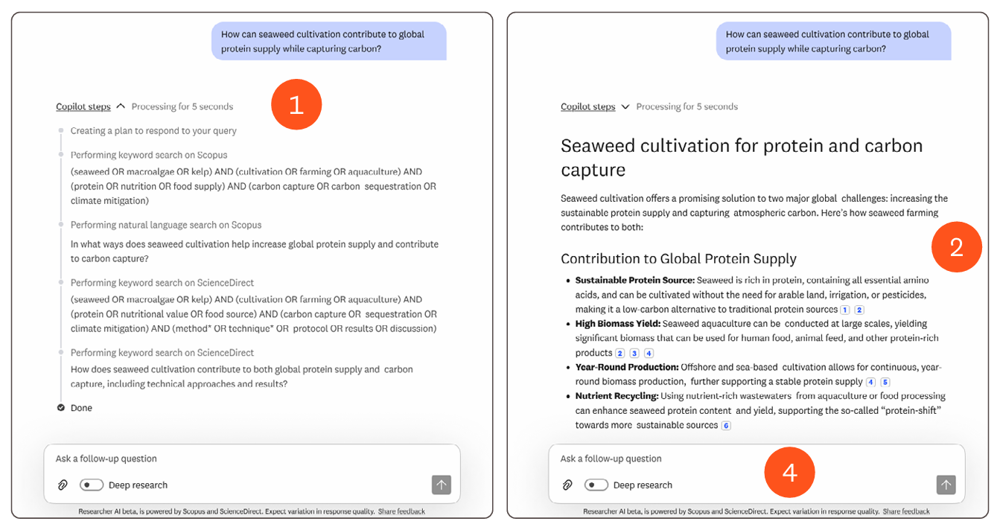 How can seaweed cultivation contribute to global
protein supply while capturing carbon?
1
Copilot steps Processing for 5 seconds
Creating a plan to respond to your query
Performing keyword search on Scopus
(seaweed OR macroalgae OR kelp) AND (cultivation OR farming OR aquaculture) AND
(protein OR nutrition OR food supply) AND (carbon capture OR carbon sequestration OR
climate mitigation)
Performing natural language search on Scopus
In what ways does seaweed cultivation help increase global protein supply and contribute
to carbon capture?
Performing keyword search on ScienceDirect
(seaweed OR macroalgae OR kelp) AND (cultivation OR farming OR aquaculture) AND
(protein OR nutritional value OR food source) AND (carbon capture OR sequestration OR
climate mitigation) AND (method* OR technique* OR protocol OR results OR discussion)
Performing keyword search on ScienceDirect
How does seaweed cultivation contribute to both global protein supply and carbon
capture, including technical approaches and results?
Done
Ask a follow-up question
Deep research
Researcher AI beta, is powered by Scopus and ScienceDirect. Expect variation in response quality. Share feedback
How can seaweed cultivation contribute to global
protein supply while capturing carbon?
Copilot steps Processing for 5 seconds
Seaweed cultivation for protein and carbon
capture
Seaweed cultivation offers a promising solution to two major global challenges: increasing the
sustainable protein supply and capturing atmospheric carbon. Here's how seaweed farming
contributes to both:
2
Contribution to Global Protein Supply
• Sustainable Protein Source: Seaweed is rich in protein, containing all essential amino
acids, and can be cultivated without the need for arable land, irrigation, or pesticides,
making it a low-carbon alternative to traditional protein sources 1 2
• High Biomass Yield: Seaweed aquaculture can be conducted at large scales, yielding
significant biomass that can be used for human food, animal feed, and other protein-rich
products 2 3 4
• Year-Round Production: Offshore and sea-based cultivation allows for continuous, year-
round biomass production, further supporting a stable protein supply 4 5
• Nutrient Recycling: Using nutrient-rich wastewaters from aquaculture or food processing
can enhance seaweed protein content and yield, supporting the so-called "protein-shift"
towards more sustainable sources 6
Ask a follow-up question
4
Deep research
Researcher AI beta, is powered by Scopus and ScienceDirect. Expect variation in response quality. Share feedback